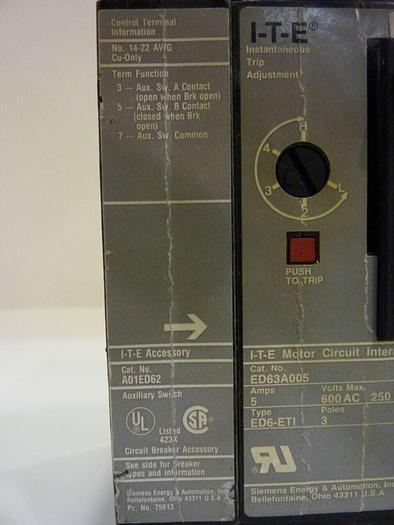 Control Terminal
Information
No. 14-22 AWG
Cu-Only
Term Function
3 — Aux. Sw. A Contact
(open when Brk open)
5 — Aux. Sw. B Contact
(closed when Brk
open)
7 — Aux. Sw. Common
I-T-E Accessory
Cat. No.
A01ED62
Auxiliary Switch
UL
Listed
423X
SA
Circuit Breaker Accessory
See side for Breaker
types and information
Siemens Energy & Automation, Inc.
Bellefontaine, Ohio 43311 U.S.A.
Pc. No. 75913
I-T-E®
Instantaneous
Trip
Adjustment
H
4
3
2
L
PUSH
TO TRIP
I-T-E Motor Circuit Inter
Cat. No.
ED63A005
Amps
5
Volts Max.
600 AC 250
Type
ED6-ETI
Poles
3
Siemens Energy & Automation, Inc
Bellefontaine, Ohio 43311 U.S.A.